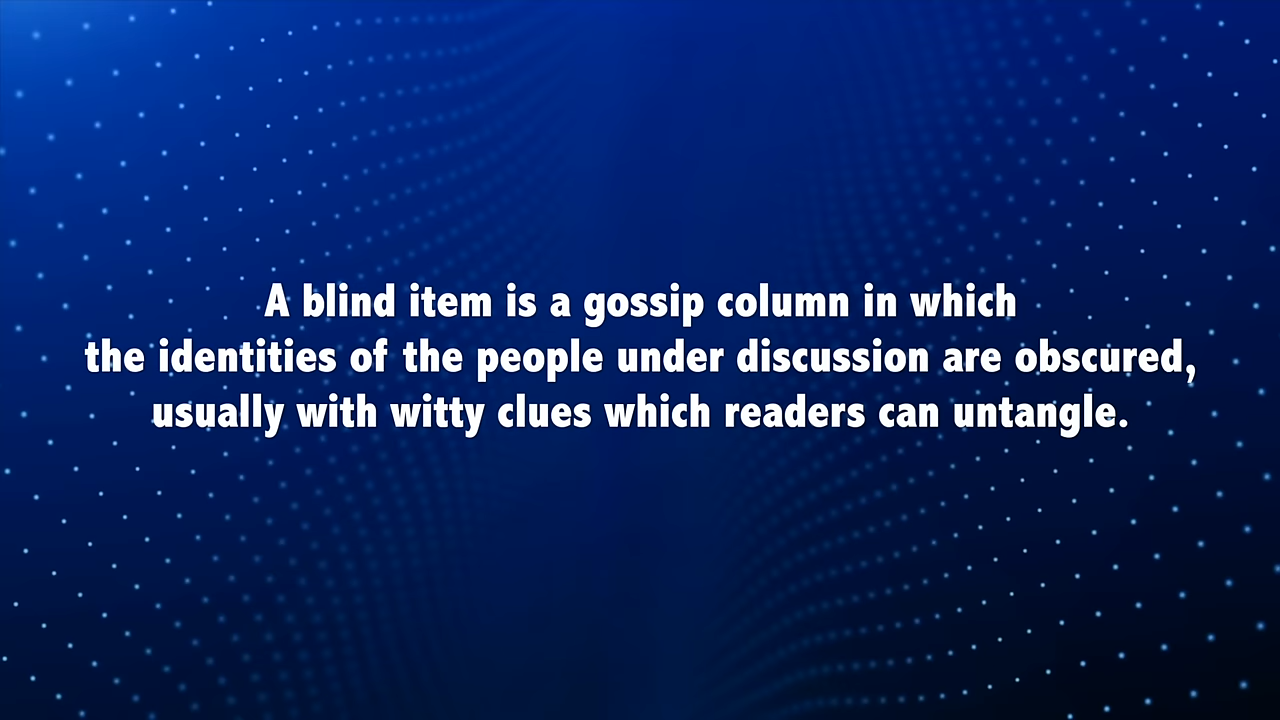 A blind item is a gossip column in which
the identities of the people under discussion are obscured,
usually with witty clues which readers can untangle.